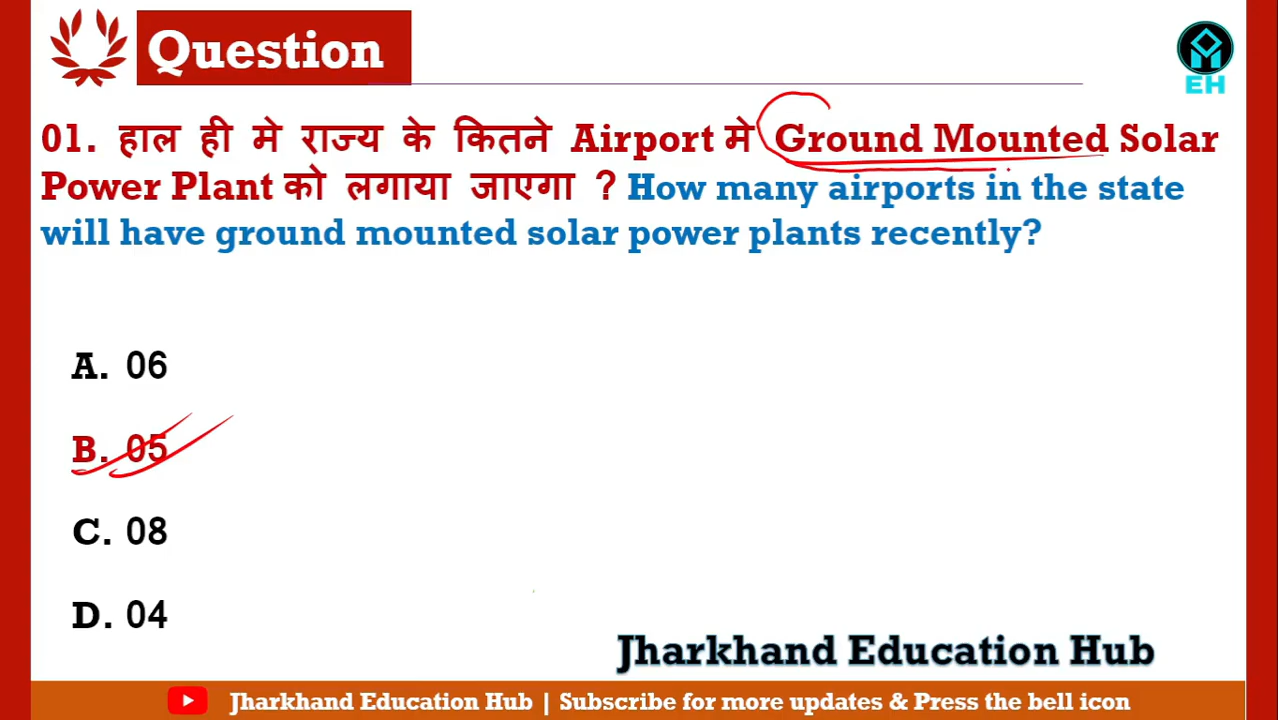 Question
EH
01. हाल ही मे राज्य के कितने Airport मे Ground Mounted Solar
Power Plant को लगाया जाएगा ? How many airports in the state
will have ground mounted solar power plants recently?
A. 06
B. 05
C. 08
D. 04
Jharkhand Education Hub
Jharkhand Education Hub | Subscribe for more updates & Press the bell icon